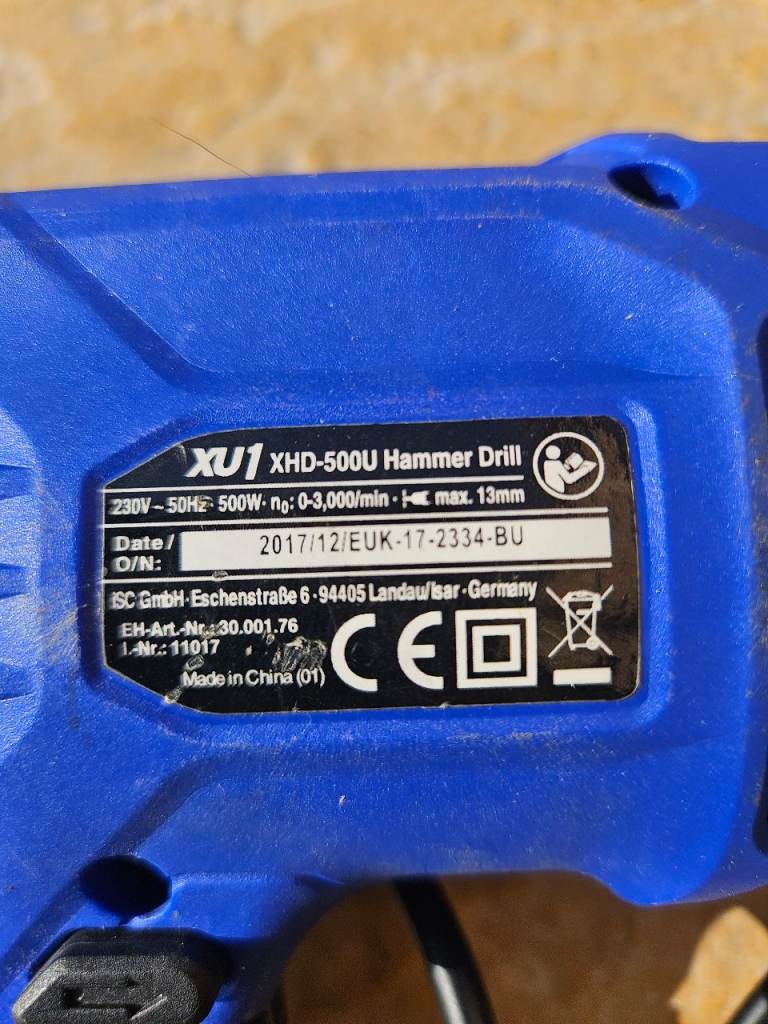 XU1 XHD-500U Hammer Drill
230V ~ 50Hz · 500W · n₀: 0-3,000/min · max. 13mm
Date / O/N: 2017/12/EUK-17-2334-BU
ISC GmbH · Eschenstraße 6 · 94405 Landau/Isar · Germany
EH-Art.-Nr.: 30.001.76
I.-Nr.: 11017
Made in China (01)
CE